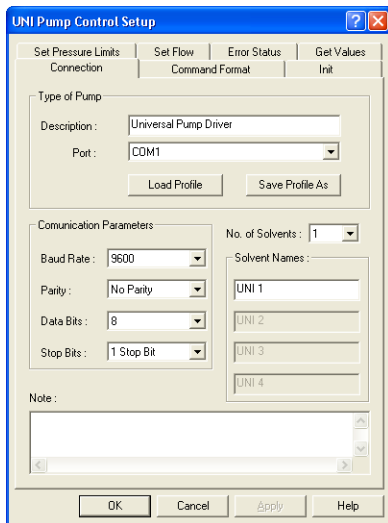 UNI Pump Control Setup
Set Pressure Limits Set Flow Error Status Get Values
Connection Command Format Init
Type of Pump
Description : Universal Pump Driver
Port : COM1
Load Profile Save Profile As
Comunication Parameters
No. of Solvents : 1
Baud Rate : 9600
Solvent Names :
Parity : No Parity
UNI 1
Data Bits : 8
UNI 2
Stop Bits : 1 Stop Bit
UNI 3
UNI 4
Note :
OK Cancel Apply Help